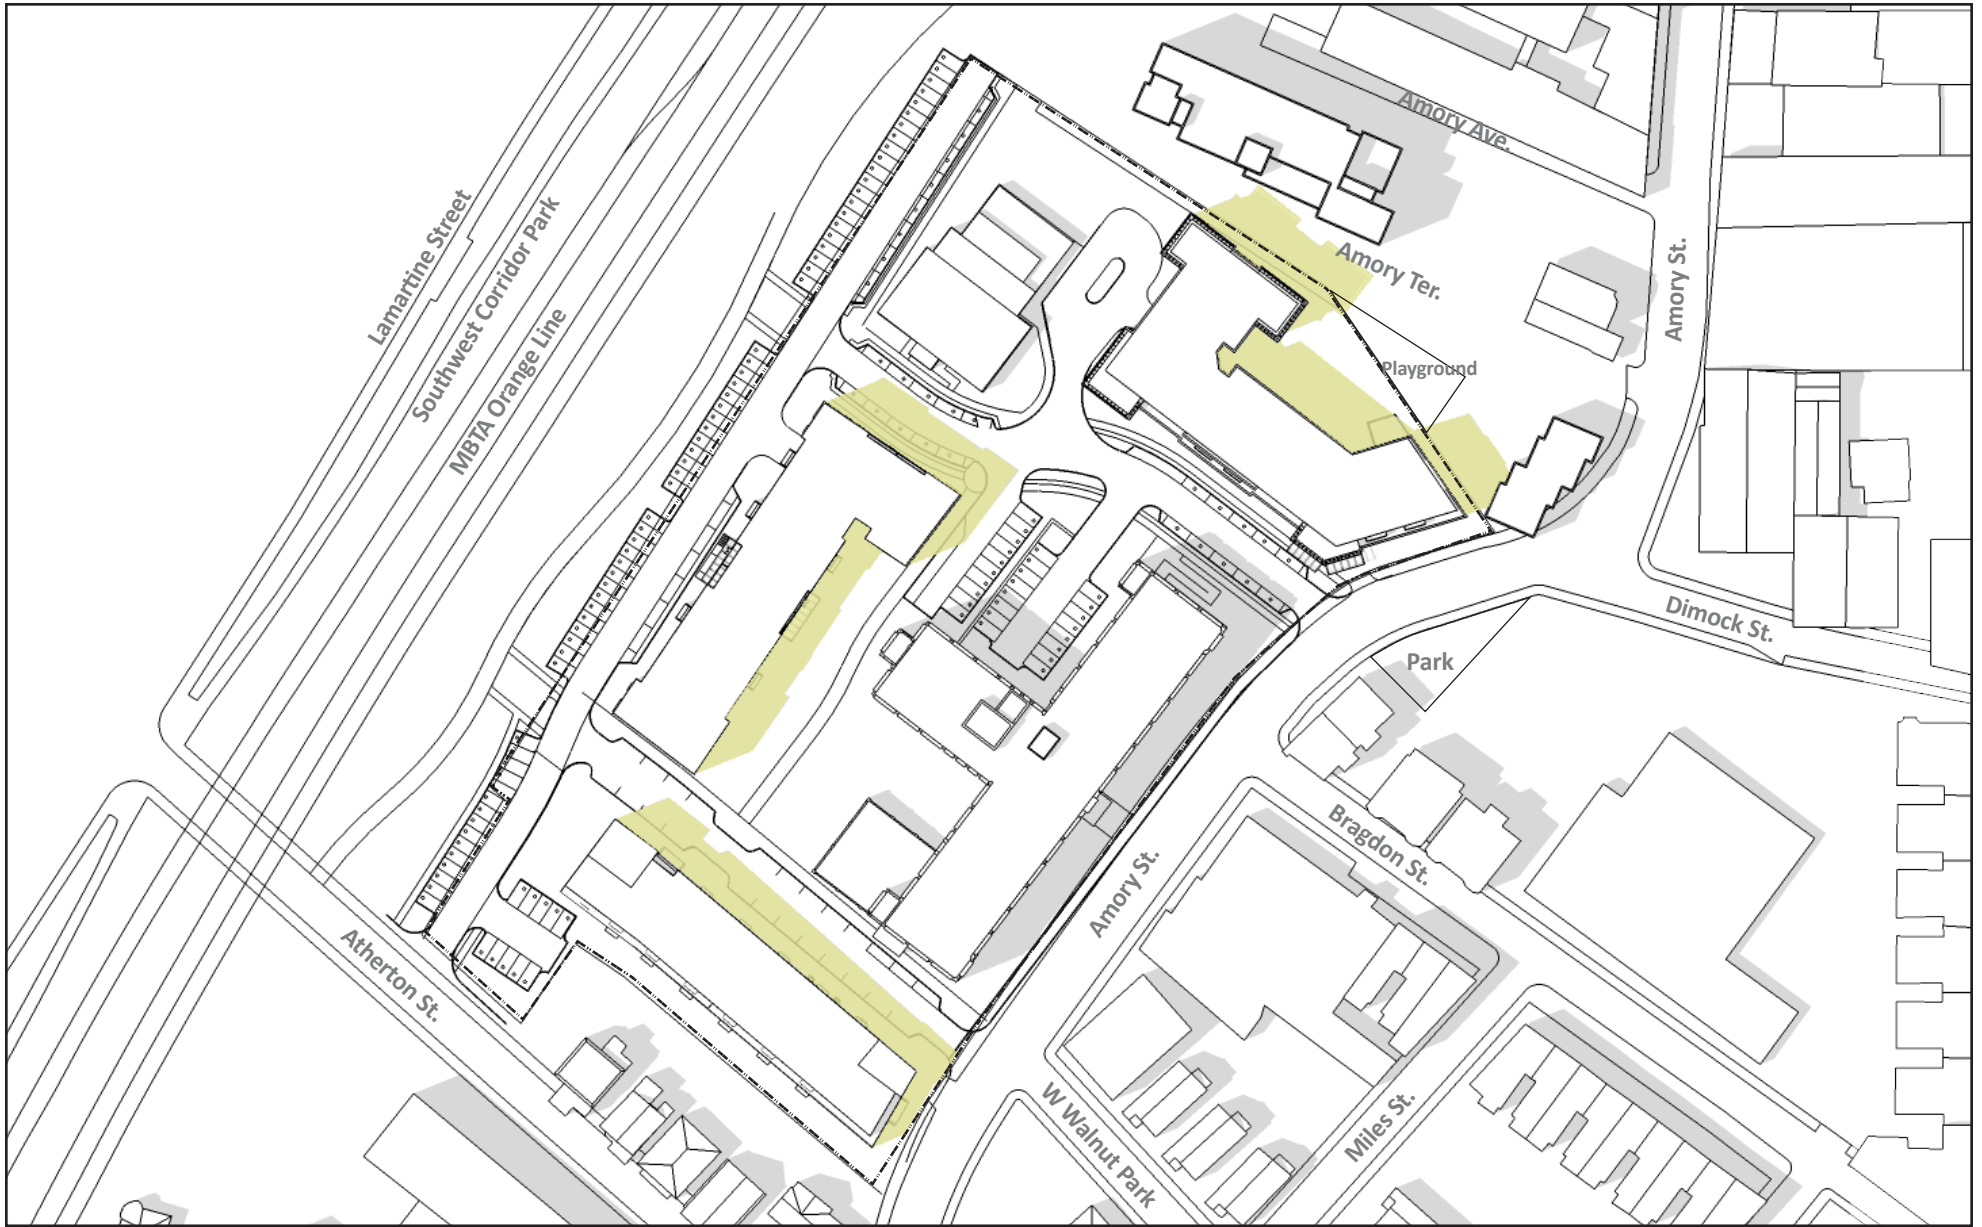 Amory Ave.
Lamartine Street
Southwest Corridor Park
MBTA Orange Line
Amory Ter.
Amory St.
Playground
Dimock St.
Park
Bragdon St.
Amory St.
Atherton St.
W Walnut Park
Miles St.